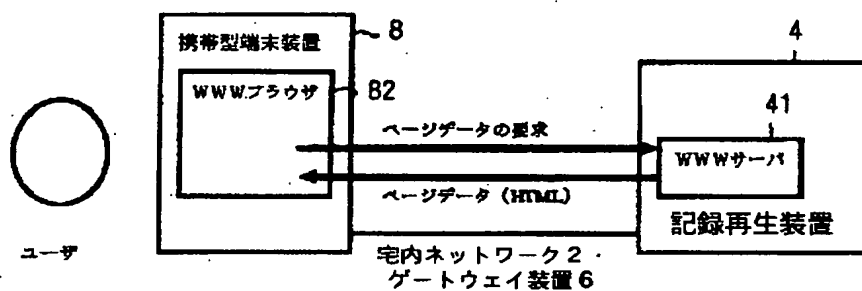 8
4
携帯型端末装置
WWWブラウザ
82
41
ページデータの要求
WWWサーバ
ページデータ (HTML)
記録再生装置
ユーザ
宅内ネットワーク2・
ゲートウェイ装置6